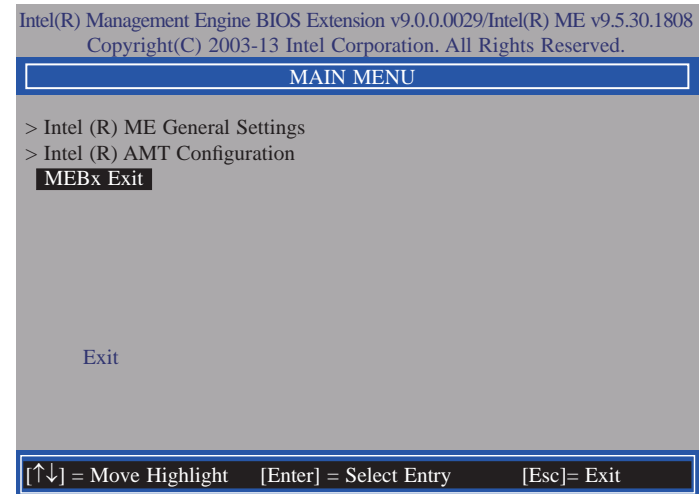 Intel(R) Management Engine BIOS Extension v9.0.0.0029/Intel(R) ME v9.5.30.1808
Copyright(C) 2003-13 Intel Corporation. All Rights Reserved.
MAIN MENU
> Intel (R) ME General Settings
> Intel (R) AMT Configuration
MEBx Exit
Exit
[↑↓] = Move Highlight [Enter] = Select Entry [Esc]= Exit